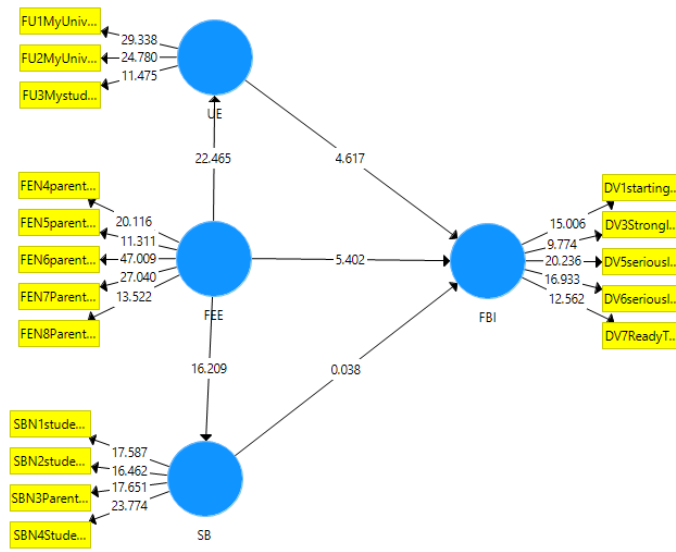 FU1MyUniv...
29.338
FU2MyUniv...
24.780
FU3Mystud...
11.475
UE
22.465
4.617
FEN4parent...
20.116
FEN5parent...
11.311
FEN6parent...
47.009
FEN7Parent...
27.040
FEN8Parent...
13.522
FEE
5.402
DV1starting..
15.006
DV3StrongI..
9.774
DV5seriousI..
20.236
DV6seriousI..
16.933
DV7ReadyT..
12.562
FBI
16.209
0.038
SBN1stude...
17.587
SBN2stude...
16.462
SBN3Parent...
17.651
SBN4Stude...
23.774
SB